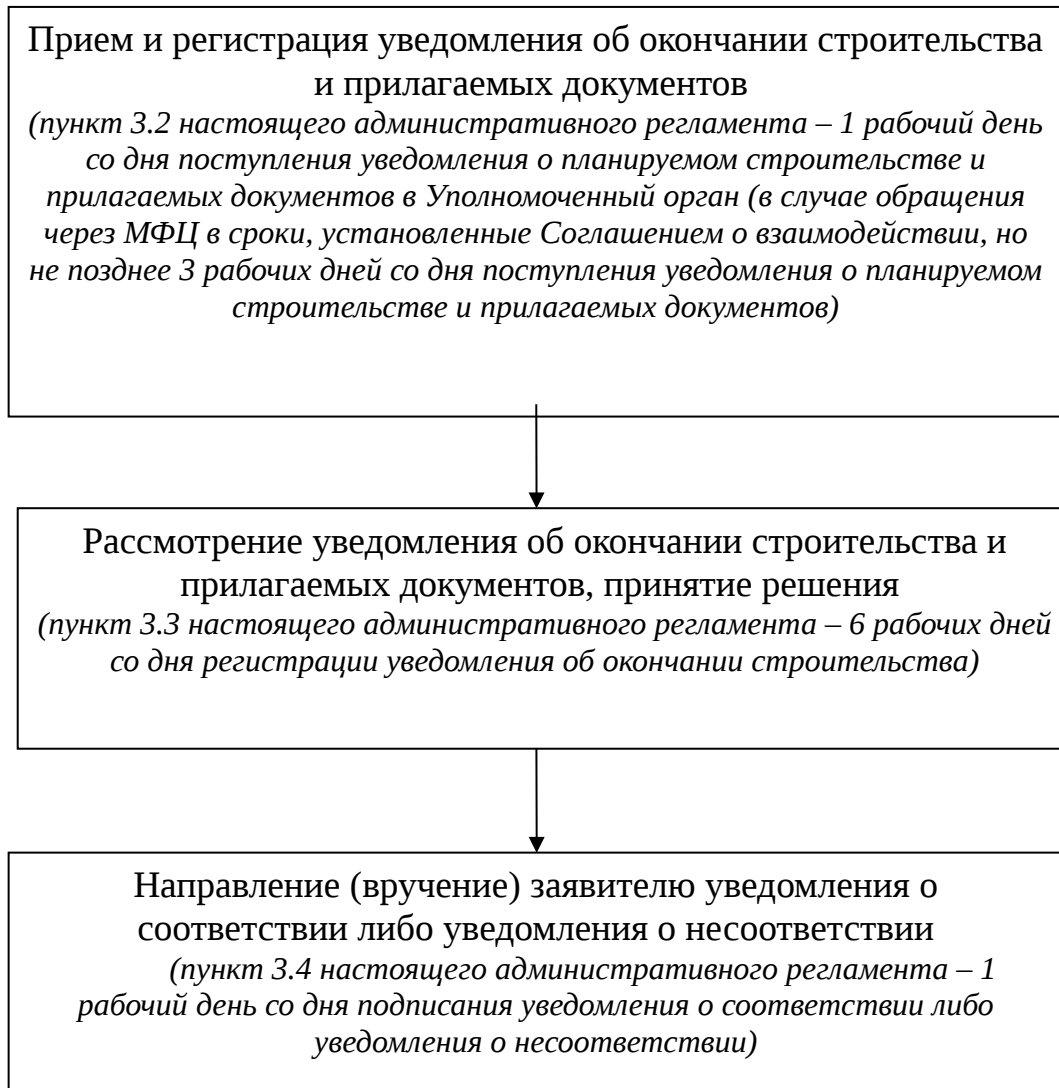 Прием и регистрация уведомления об окончании строительства
и прилагаемых документов
(пункт 3.2 настоящего административного регламента – 1 рабочий день
со дня поступления уведомления о планируемом строительстве и
прилагаемых документов в Уполномоченный орган (в случае обращения
через МФЦ в сроки, установленные Соглашением о взаимодействии, но
не позднее 3 рабочих дней со дня поступления уведомления о планируемом
строительстве и прилагаемых документов)
Рассмотрение уведомления об окончании строительства и
прилагаемых документов, принятие решения
(пункт 3.3 настоящего административного регламента – 6 рабочих дней
со дня регистрации уведомления об окончании строительства)
Направление (вручение) заявителю уведомления о
соответствии либо уведомления о несоответствии
(пункт 3.4 настоящего административного регламента – 1
рабочий день со дня подписания уведомления о соответствии либо
уведомления о несоответствии)